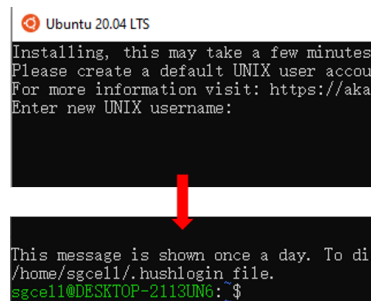 Ubuntu 20.04 LTS
Installing, this may take a few minutes
Please create a default UNIX user accou
For more information visit: https://aka
Enter new UNIX username:
This message is shown once a day. To di
/home/sgcell/.hushlogin file.
sgcell@DESKTOP-2113UN6:~$